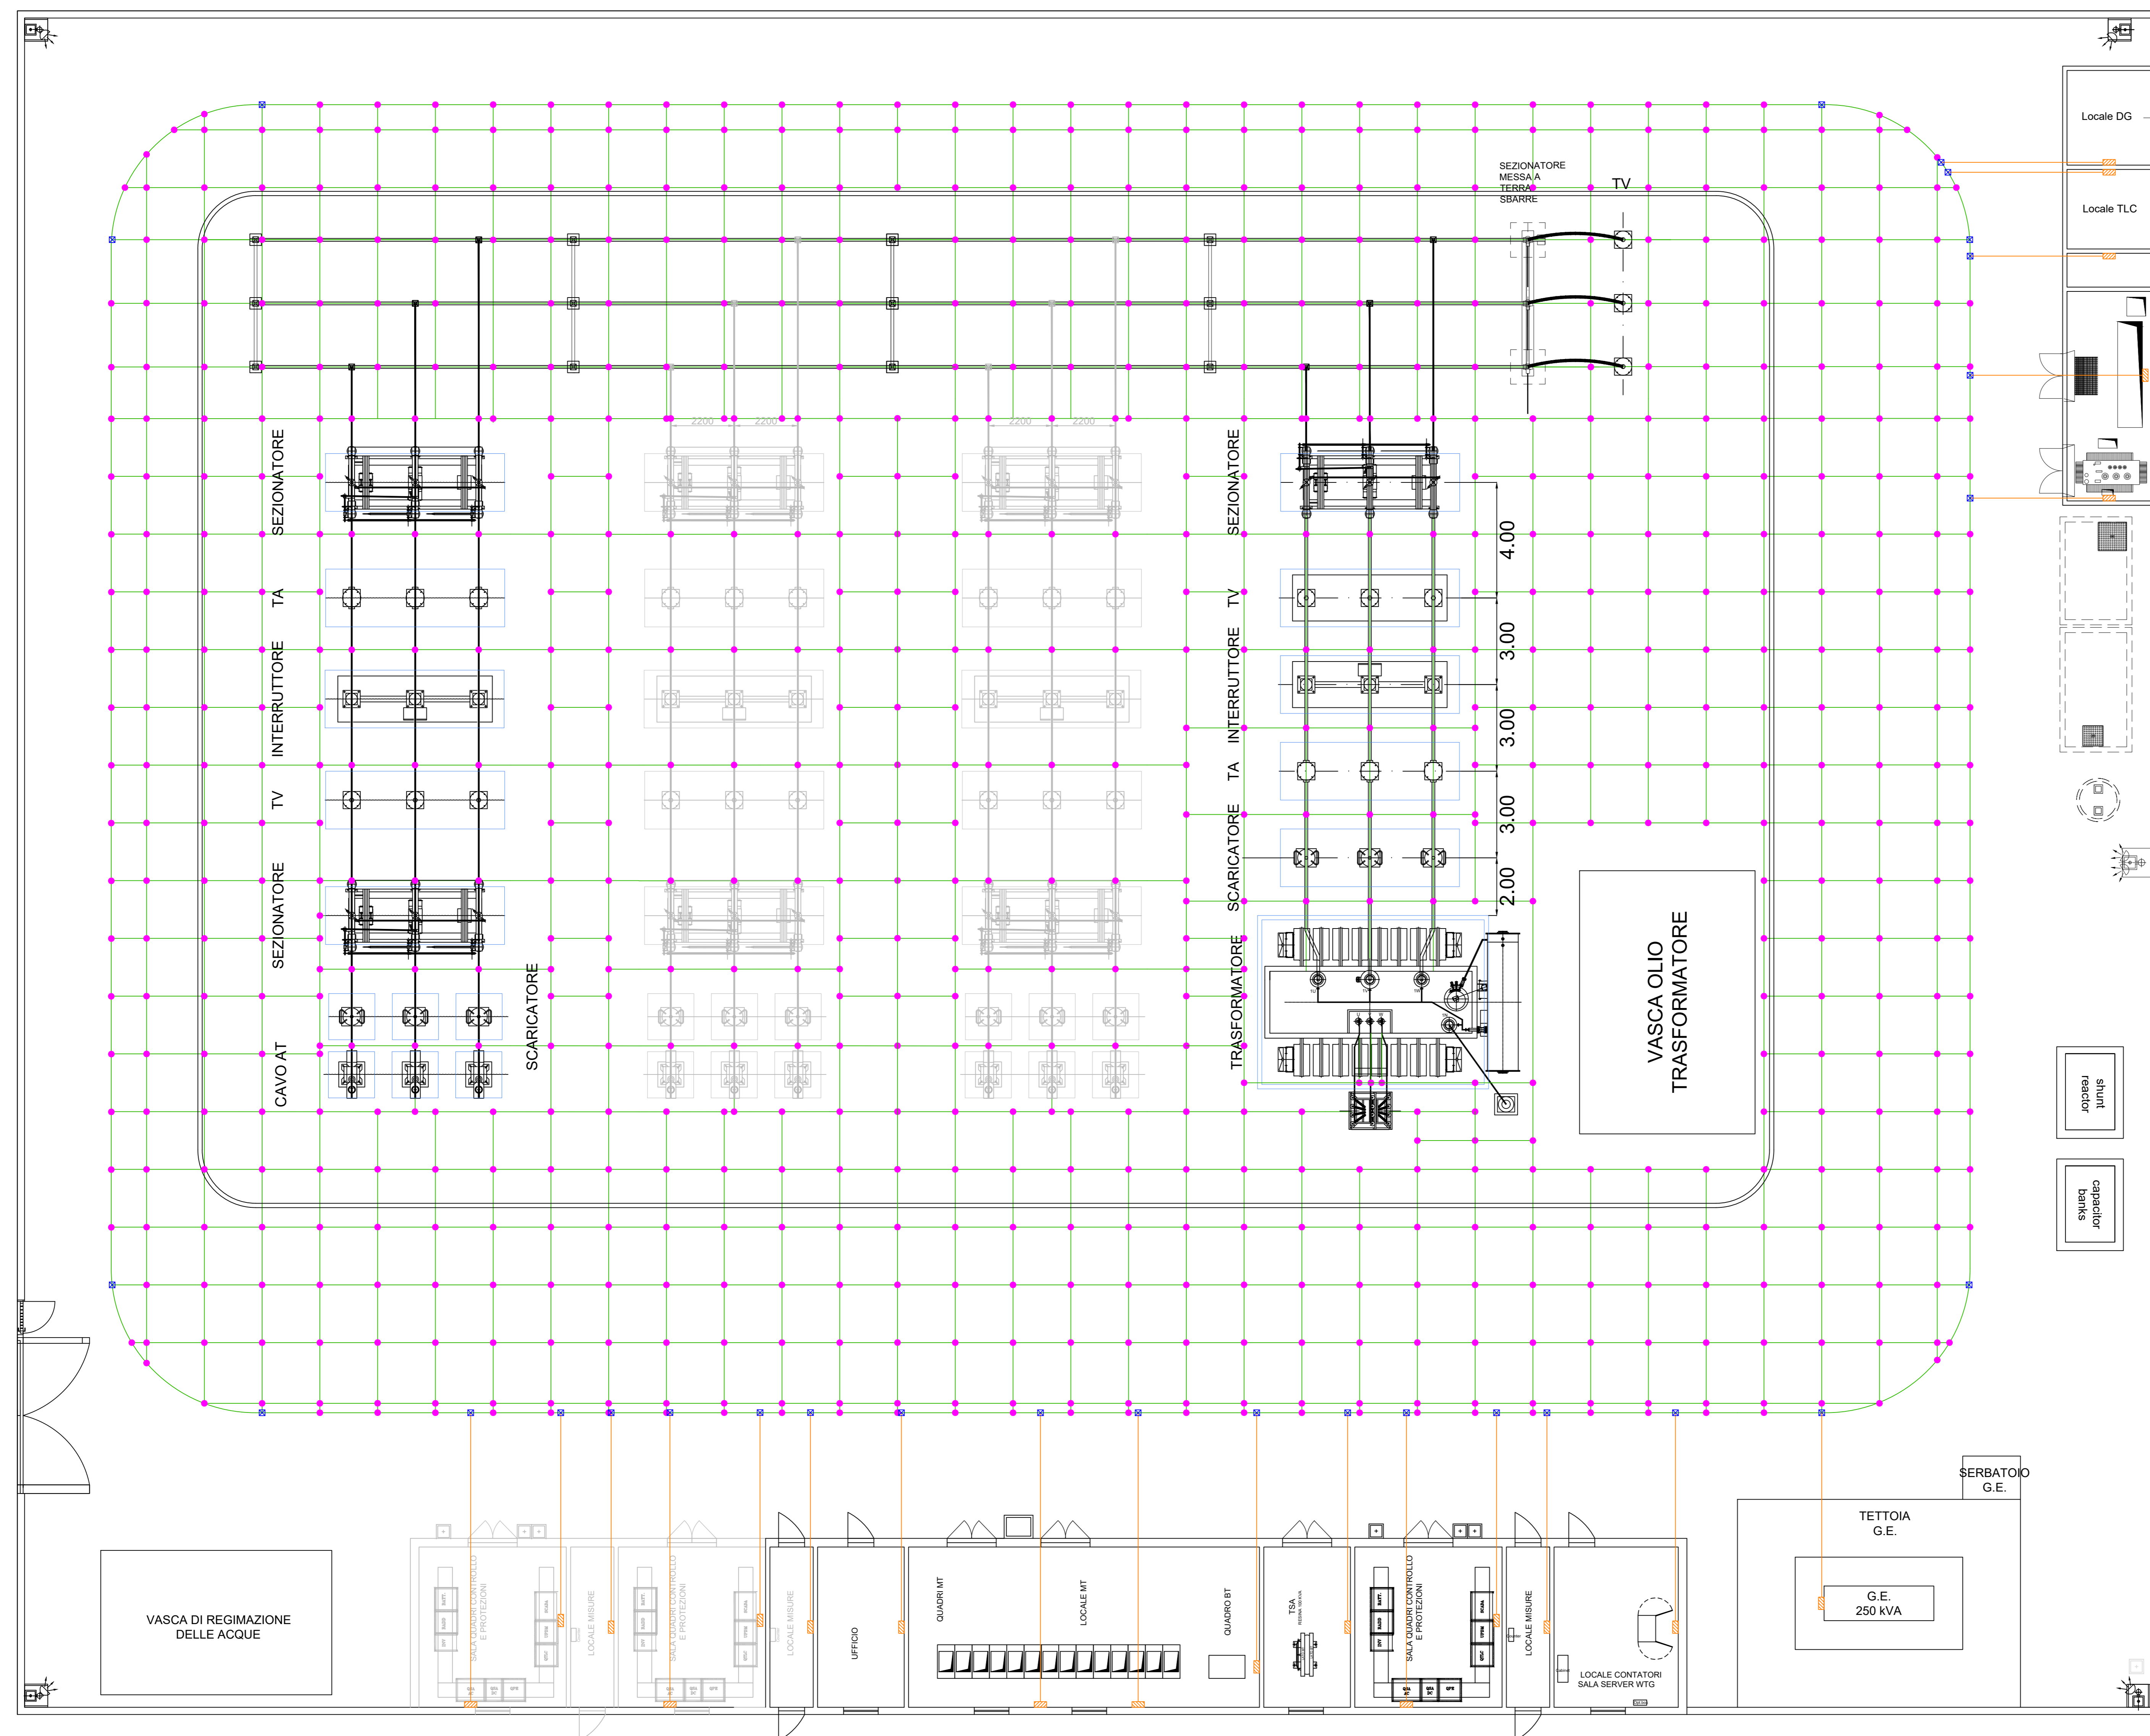 Locale DG
SEZIONATORE
MESSA A
TERRA
SBARRE
TV
Locale TLC
SEZIONATORE
2200
2200
2200
2200
SEZIONATORE
4.00
TA
TV
3.00
INTERRUTTORE
INTERRUTTORE
3.00
TV
TA
3.00
SCARICATORE
2.00
SEZIONATORE
SCARICATORE
TRASFORMATORE
VASCA OLIO
TRASFORMATORE
CAVO AT
shunt
reactor
capacitor
banks
SERBATOIO
G.E.
TETTOIA
G.E.
G.E.
250 kVA
VASCA DI REGIMAZIONE
DELLE ACQUE
SALA QUADRI CONTROLLO
E PROTEZIONI
LOCALE MISURE
SALA QUADRI CONTROLLO
E PROTEZIONI
LOCALE MISURE
UFFICIO
QUADRI MT
LOCALE MT
QUADRO BT
TSA
SALA QUADRI CONTROLLO
E PROTEZIONI
LOCALE MISURE
LOCALE CONTATORI
SALA SERVER WTG